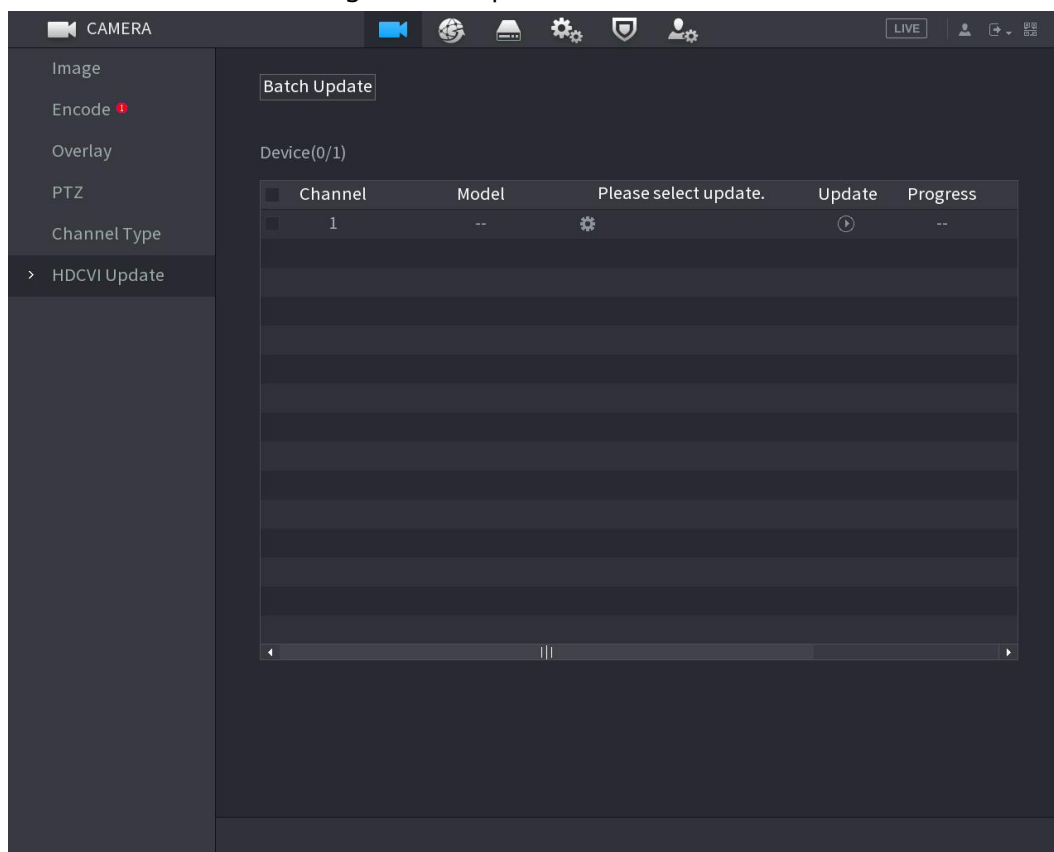 CAMERA LIVE
Image
Encode 1
Overlay
PTZ
Channel Type
HDCVI Update
Batch Update
Device(0/1)
Channel Model Please select update. Update Progress
1 -- --